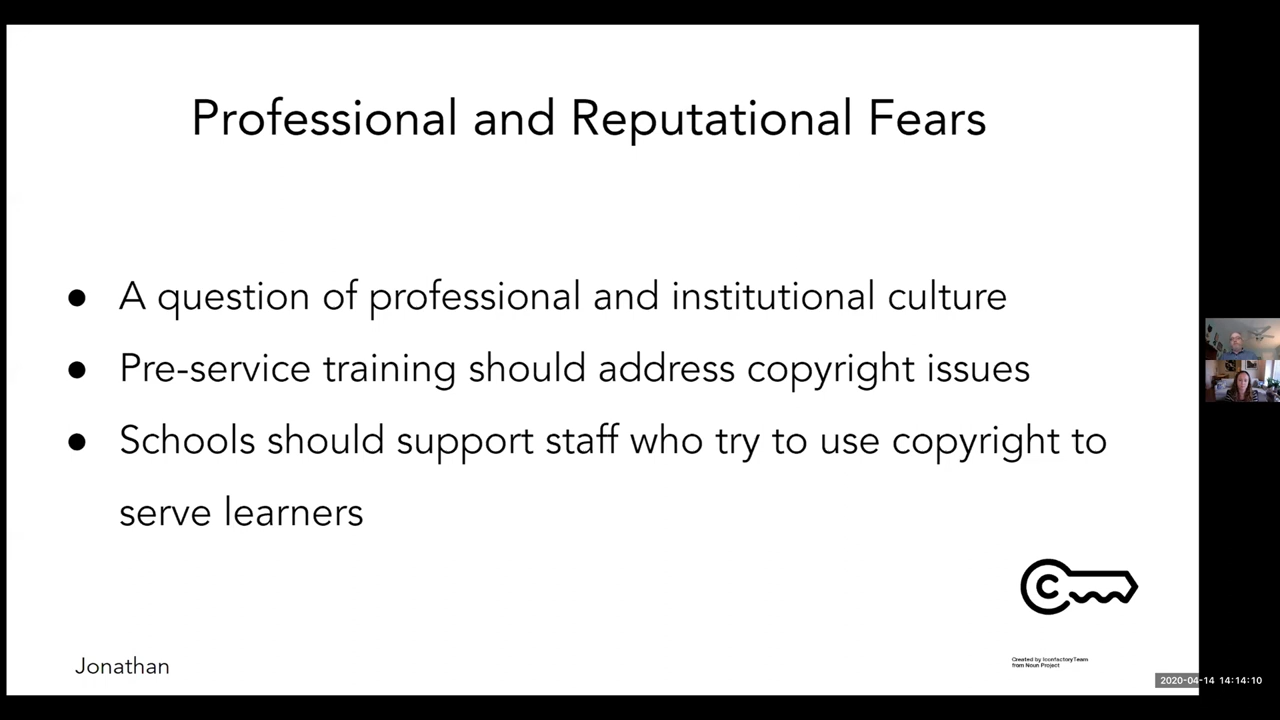 Professional and Reputational Fears
● A question of professional and institutional culture
● Pre-service training should address copyright issues
● Schools should support staff who try to use copyright to
serve learners
C
Jonathan
Created by IconfactoryTeam
from Noun Project
2020-04-14 14:14:10